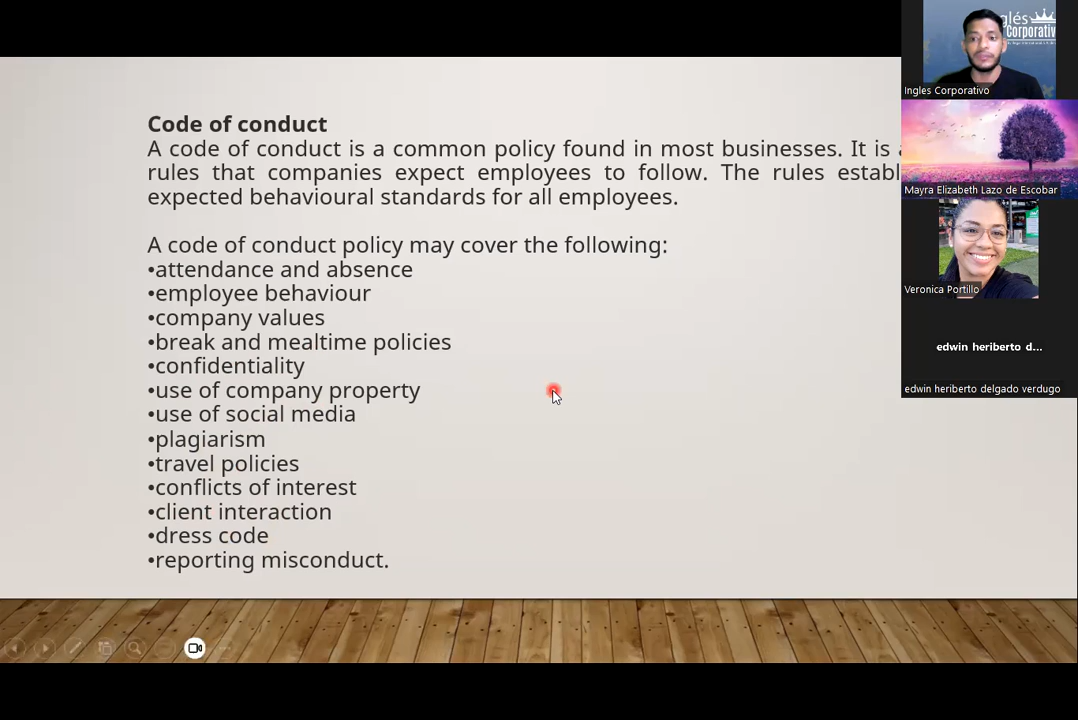 Code of conduct
A code of conduct is a common policy found in most businesses. It is
rules that companies expect employees to follow. The rules establ
expected behavioural standards for all employees.
A code of conduct policy may cover the following:
•attendance and absence
•employee behaviour
•company values
•break and mealtime policies
•confidentiality
•use of company property
•use of social media
•plagiarism
•travel policies
•conflicts of interest
•client interaction
•dress code
•reporting misconduct.
glés
Corporativ
Ingles Corporativo
Mayra Elizabeth Lazo de Escobar
Veronica Portillo
edwin heriberto d...
edwin heriberto delgado verdugo